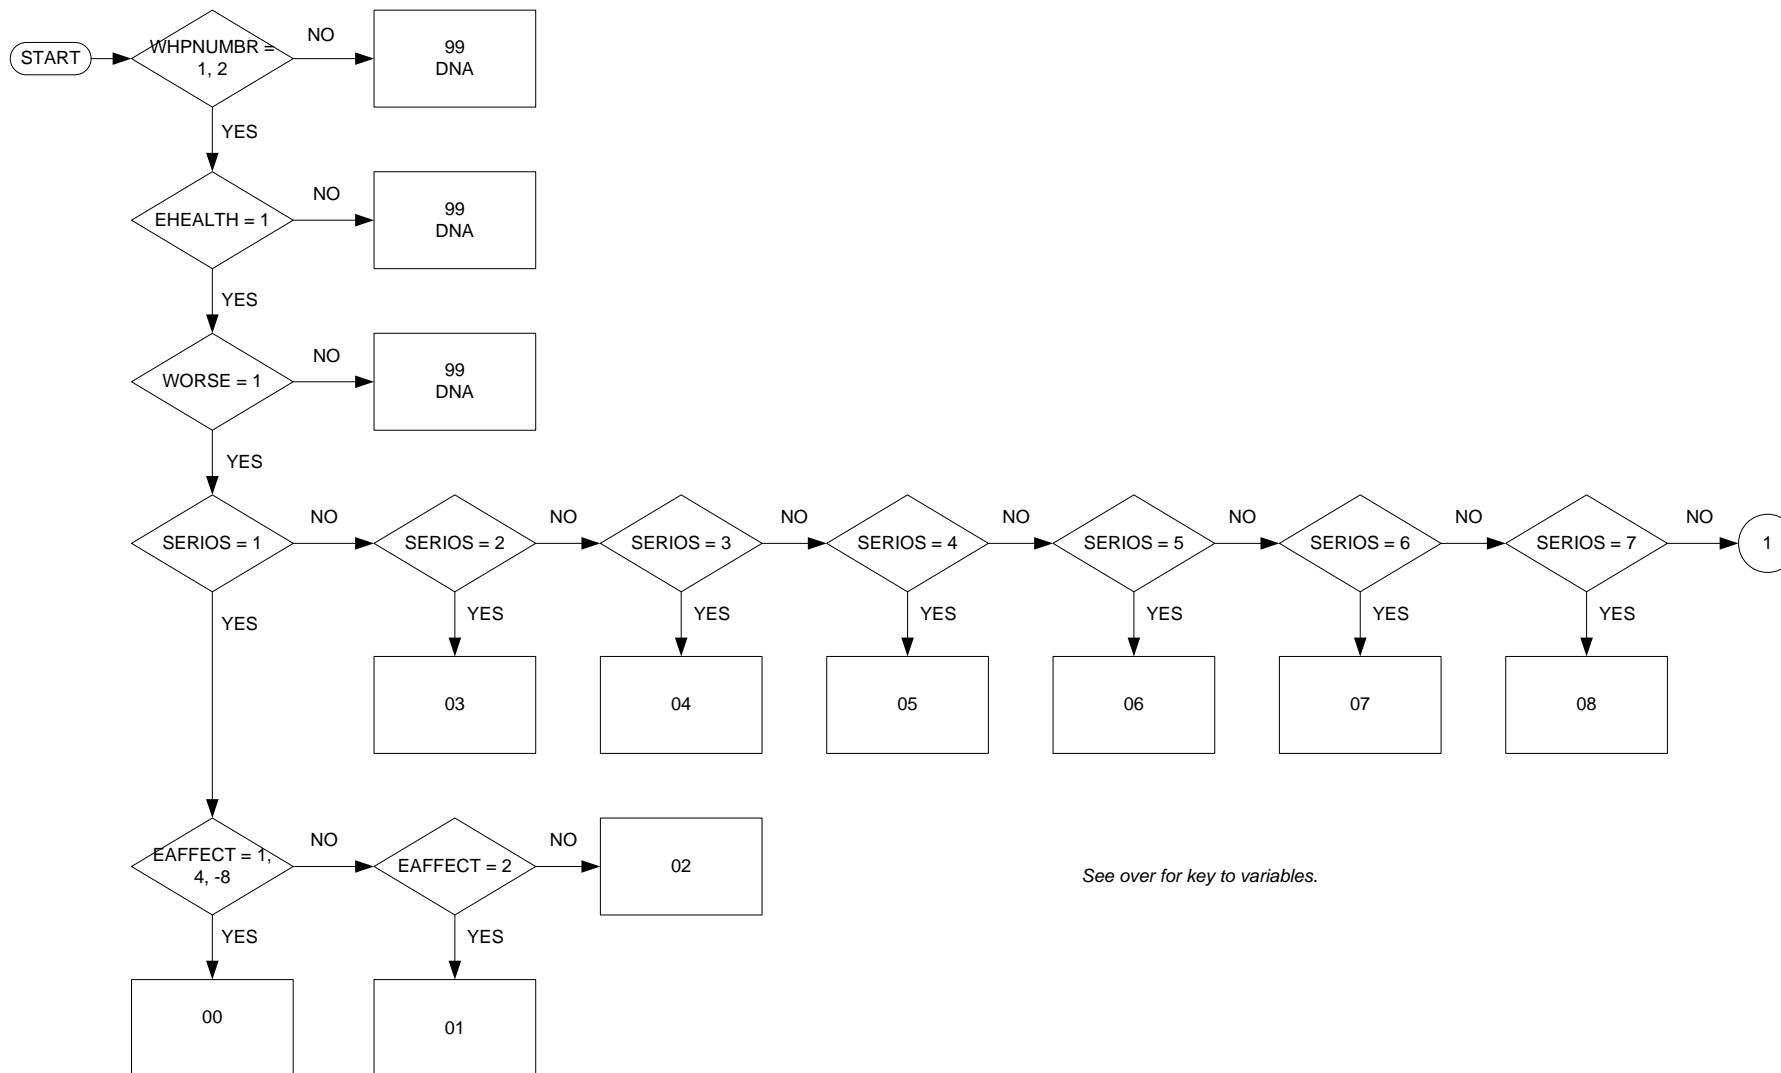 START
WHPNUMBR =
1, 2
NO
99
DNA
YES
EHEALTH = 1
NO
99
DNA
YES
WORSE = 1
NO
99
DNA
YES
SERIOS = 1
NO
SERIOS = 2
NO
SERIOS = 3
NO
SERIOS = 4
NO
SERIOS = 5
NO
SERIOS = 6
NO
SERIOS = 7
NO
1
YES
YES
YES
YES
YES
YES
YES
03
04
05
06
07
08
EAFFECT = 1,
4, -8
NO
EAFFECT = 2
NO
02
See over for key to variables.
YES
YES
00
01